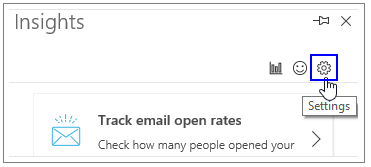 Insights
Settings
Track email open rates
Check how many people opened your